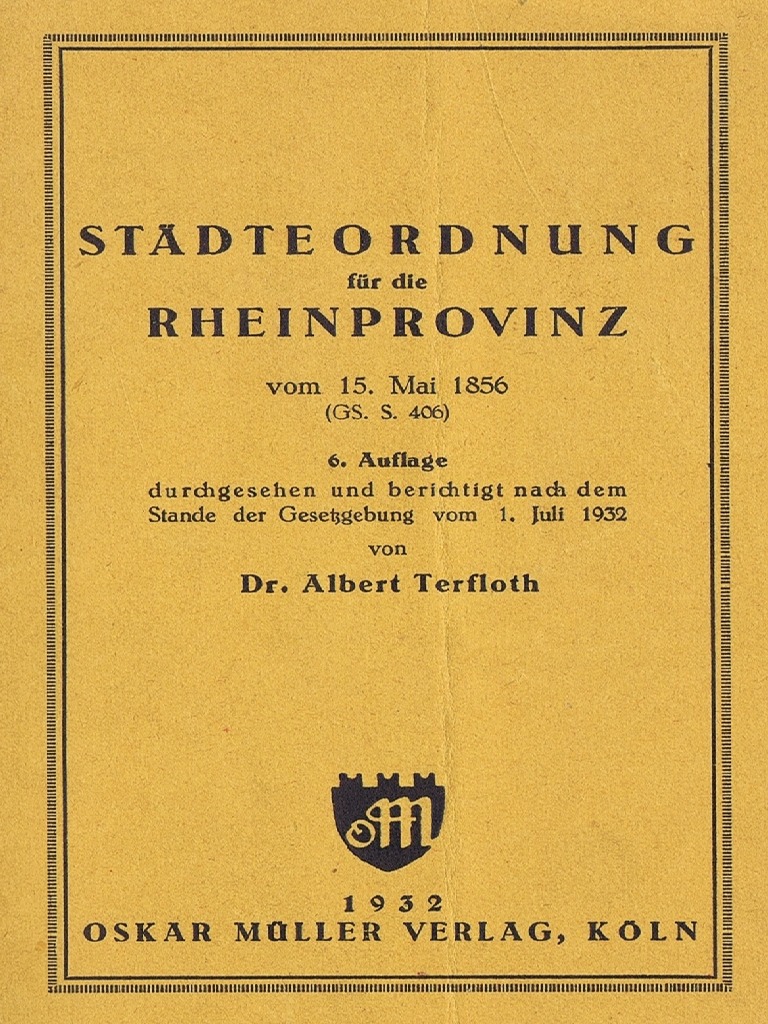 STÄDTEORDNUNG
für die
RHEINPROVINZ
vom 15. Mai 1856
(GS. S. 406)
6. Auflage
durchgesehen und berichtigt nach dem
Stande der Gesetzgebung vom 1. Juli 1932
von
Dr. Albert Terfloth
oM
1932
OSKAR MÜLLER VERLAG, KÖLN